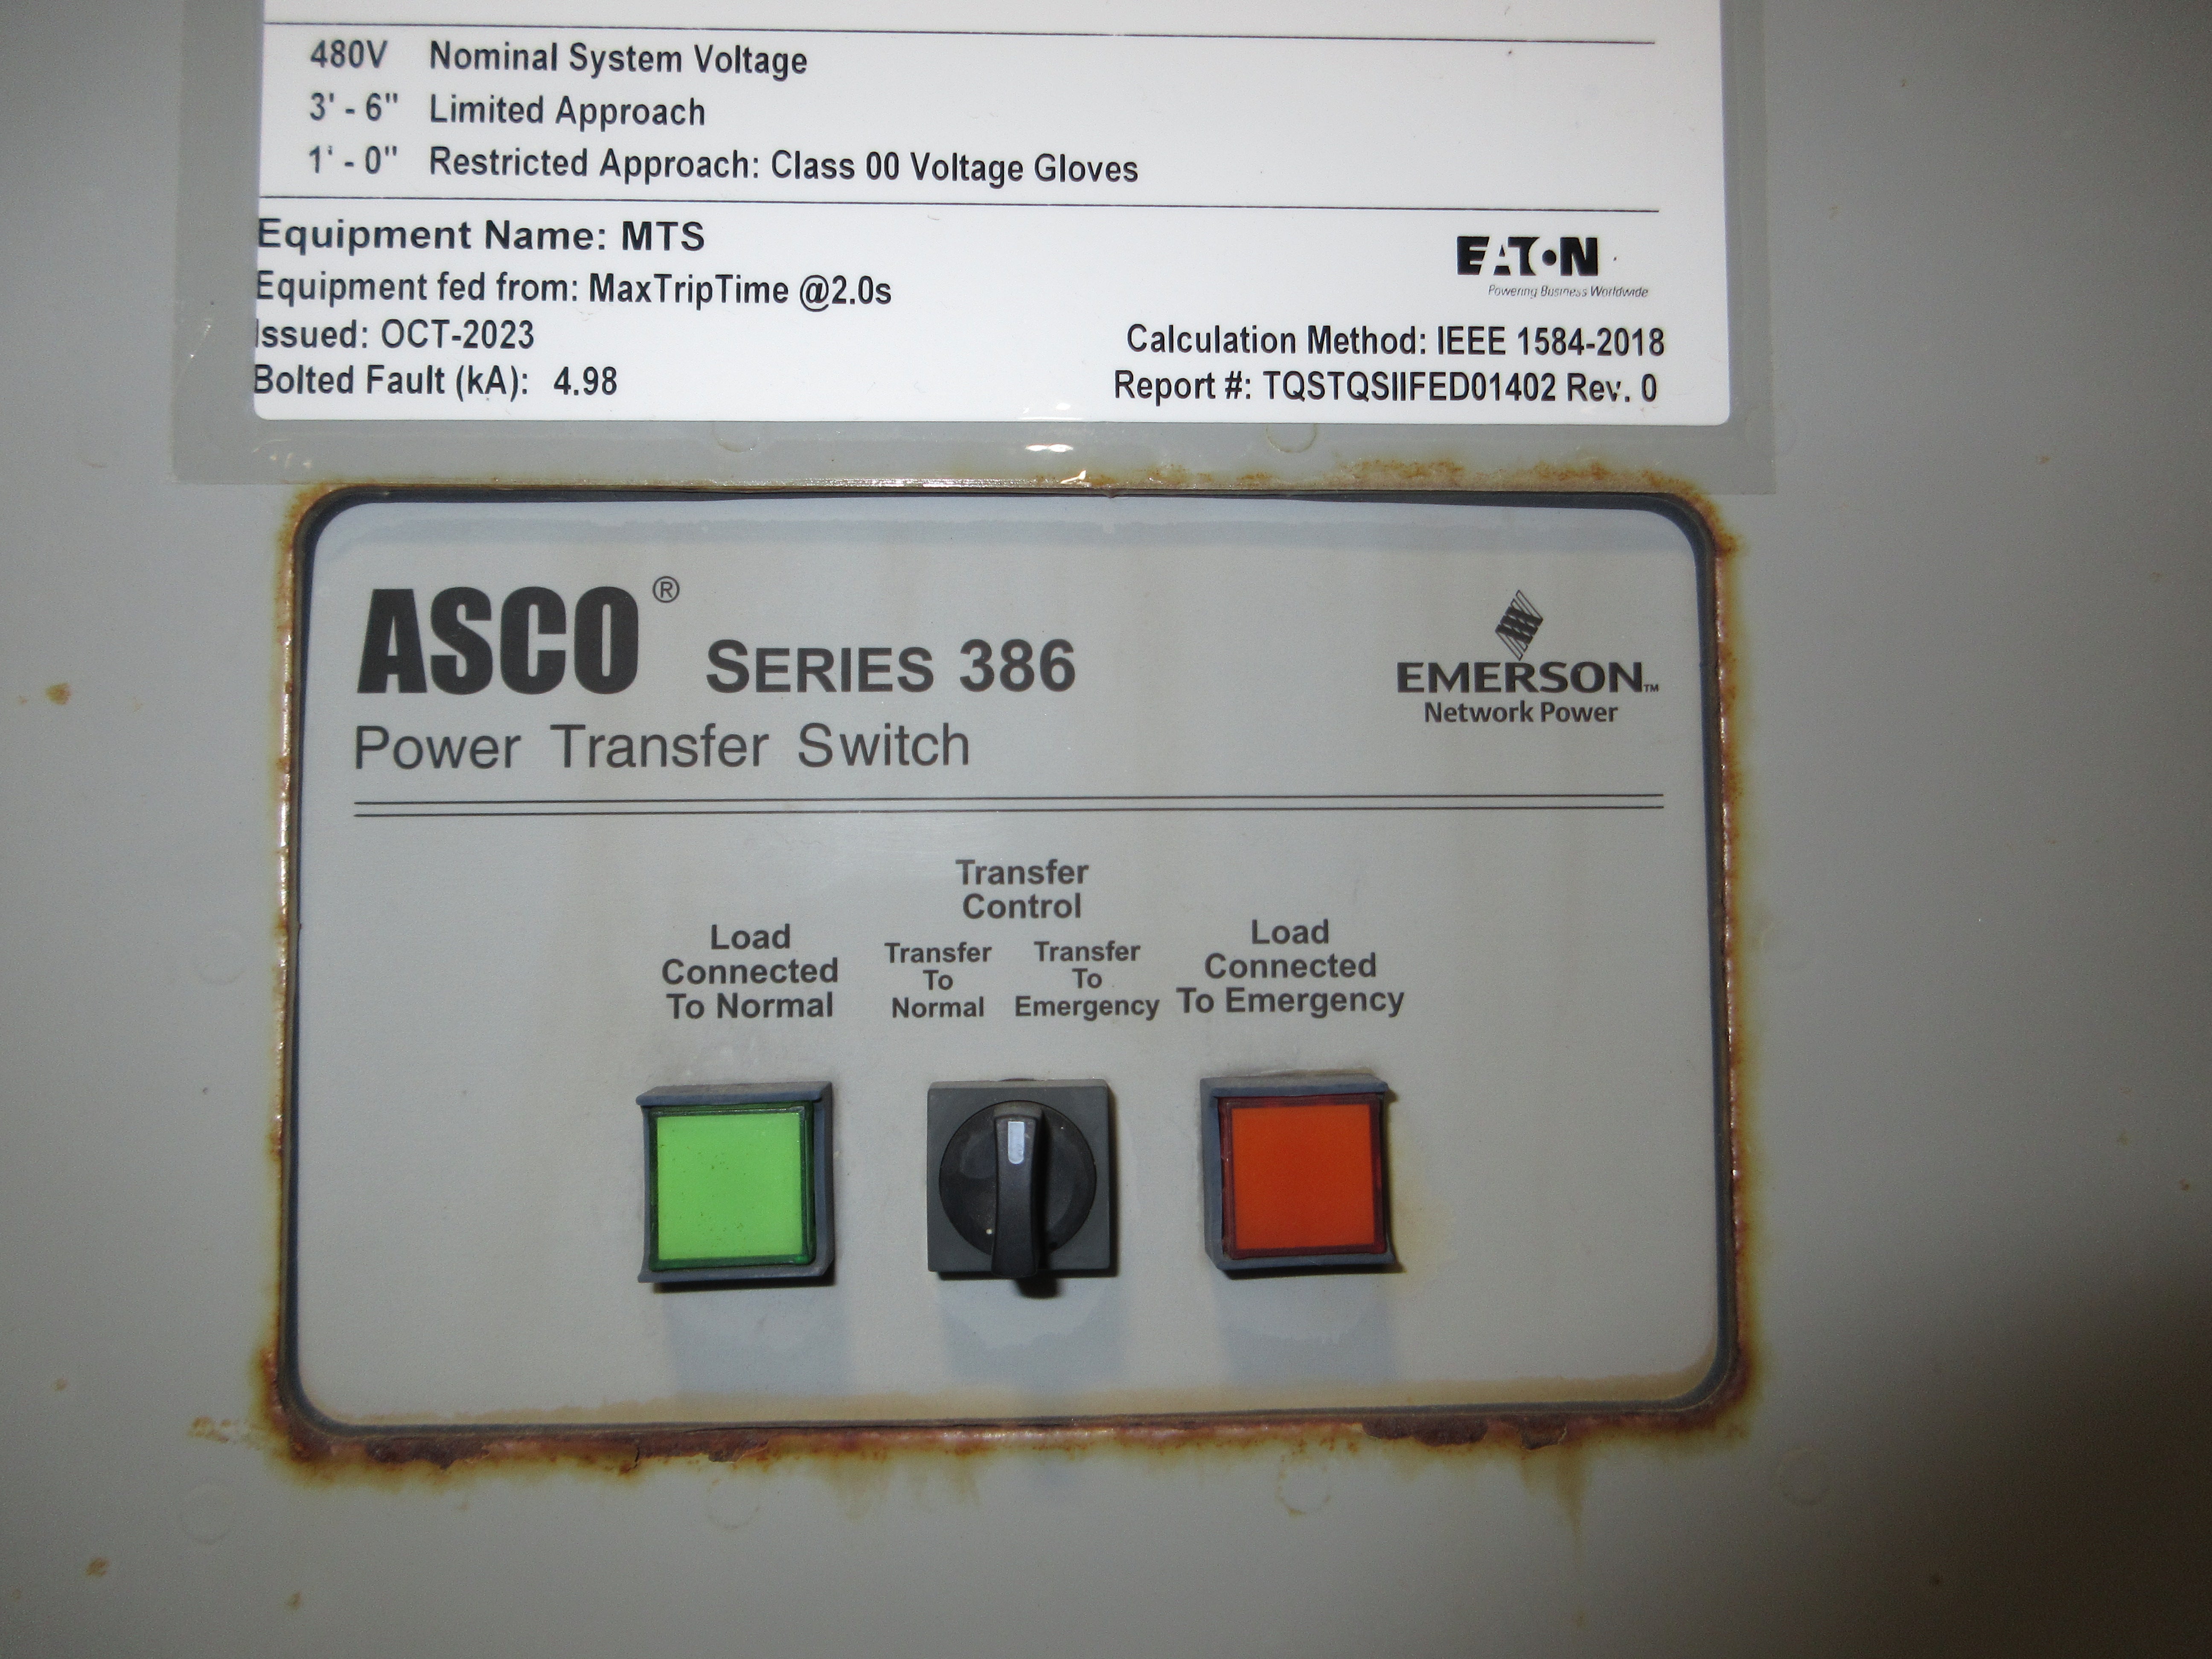 480V Nominal System Voltage
3' - 6" Limited Approach
1' - 0" Restricted Approach: Class 00 Voltage Gloves
Equipment Name: MTS
EATON
Powering Business Worldwide
Equipment fed from: MaxTripTime @2.0s
Issued: OCT-2023
Calculation Method: IEEE 1584-2018
Bolted Fault (kA): 4.98
Report #: TQSTQSIIFED01402 Rev. 0
ASCO® SERIES 386
Power Transfer Switch
EMERSON™
Network Power
Transfer
Control
Load
Connected
To Normal
Transfer
To
Normal
Transfer
To
Emergency
Load
Connected
To Emergency